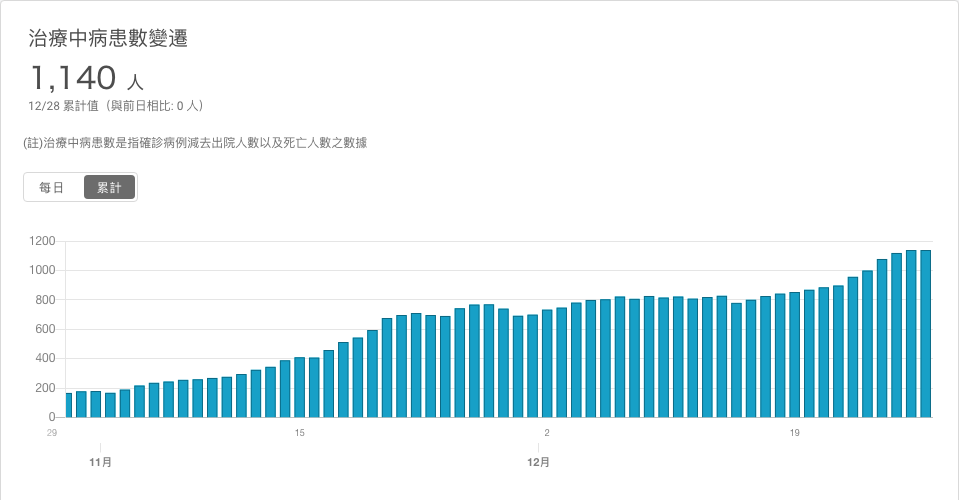 治療中病患數變遷
1,140 人
12/28 累計值（與前日相比: 0 人）
(註)治療中病患數是指確診病例減去出院人數以及死亡人數之數據
每日 累計
1200
1000
800
600
400
200
0
29 15 2 19
11月 12月